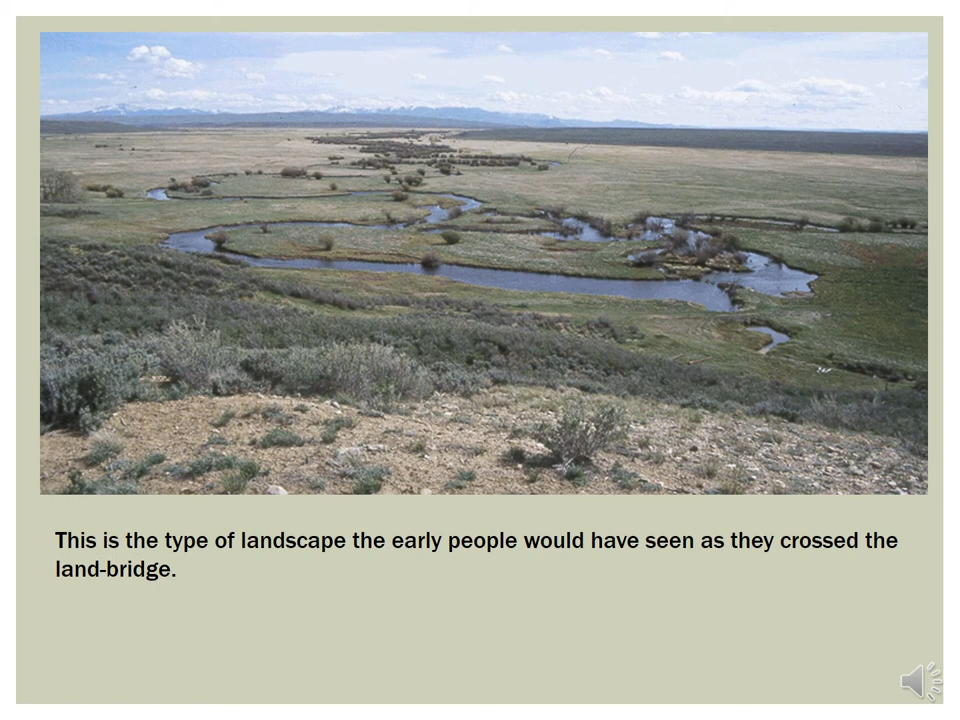 This is the type of landscape the early people would have seen as they crossed the
land-bridge.